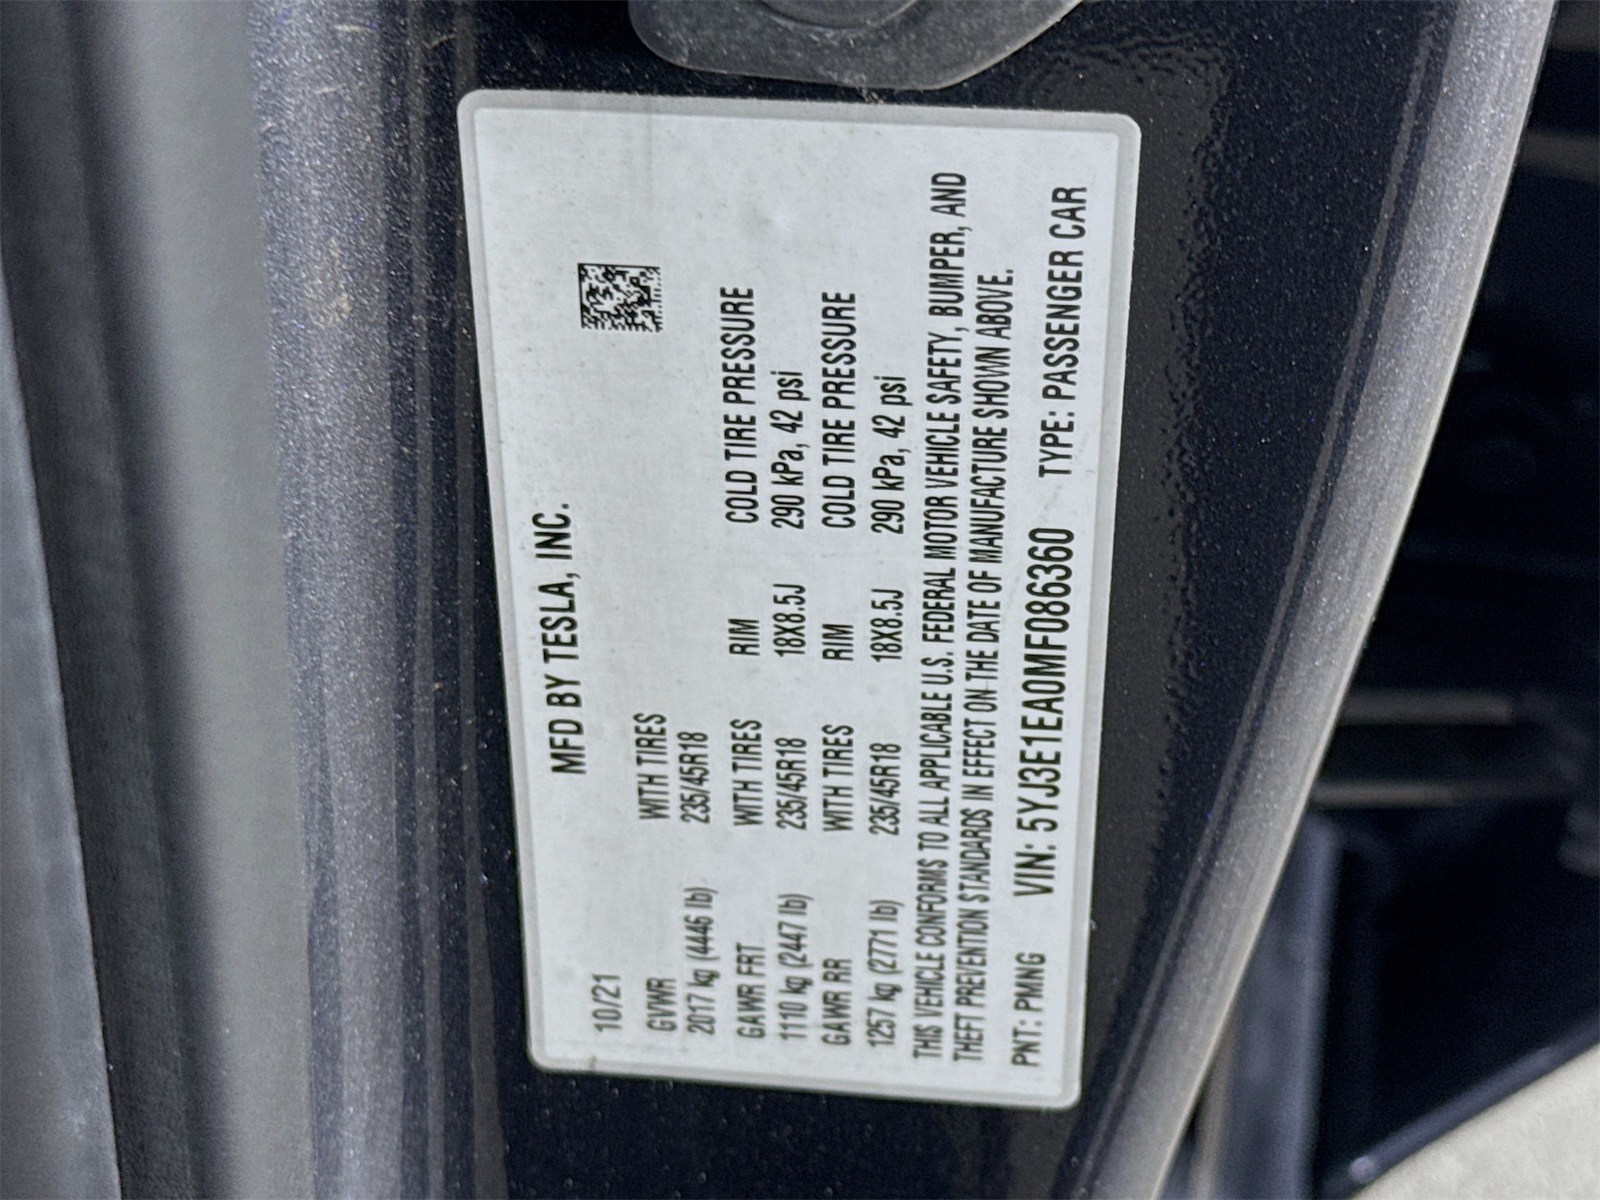 MFD BY TESLA, INC.
10/21
GVWR WITH TIRES
2017 kg (4446 lb) 235/45R18
GAWR FRT WITH TIRES RIM COLD TIRE PRESSURE
1110 kg (2447 lb) 235/45R18 18X8.5J 290 kPa, 42 psi
GAWR RR WITH TIRES RIM COLD TIRE PRESSURE
1257 kg (2771 lb) 235/45R18 18X8.5J 290 kPa, 42 psi
THIS VEHICLE CONFORMS TO ALL APPLICABLE U.S. FEDERAL MOTOR VEHICLE SAFETY, BUMPER, AND
THEFT PREVENTION STANDARDS IN EFFECT ON THE DATE OF MANUFACTURE SHOWN ABOVE.
PNT: PMNG VIN: 5YJ3E1EA0MF086360 TYPE: PASSENGER CAR